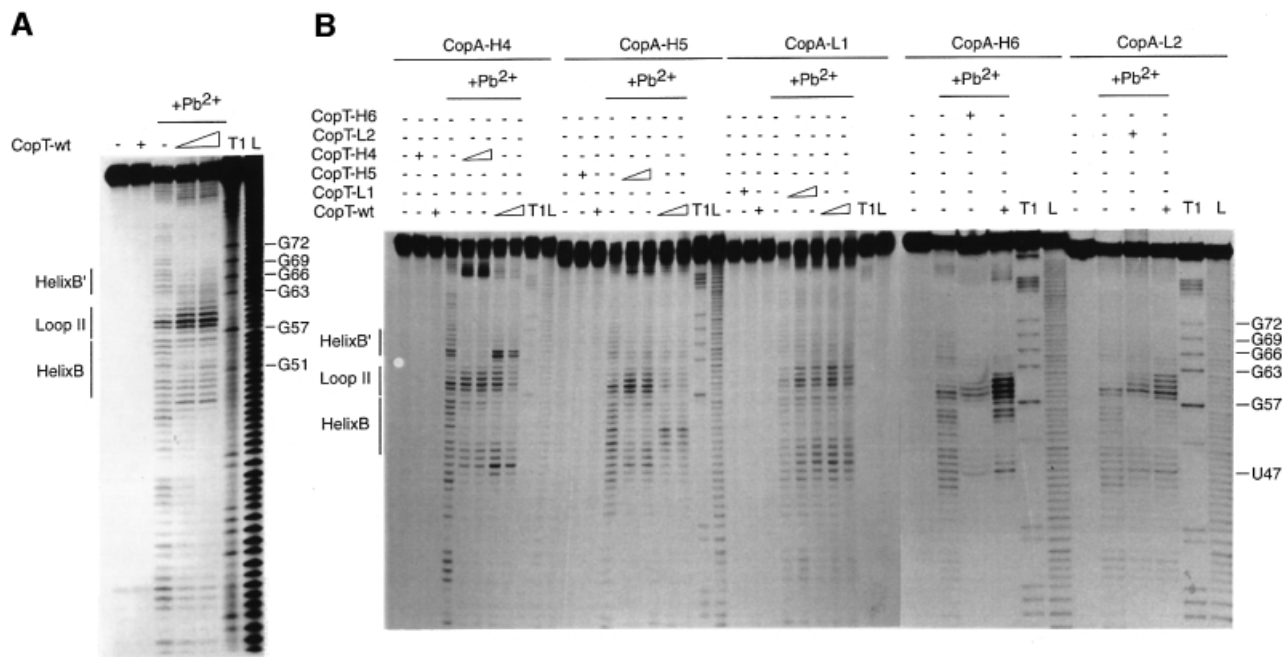 A
+Pb2+
CopT-wt - + - T1 L
G72
G69
G66
G63
G57
G51
HelixB'
Loop II
HelixB
B
CopA-H4 CopA-H5 CopA-L1 CopA-H6 CopA-L2
+Pb2+ +Pb2+ +Pb2+ +Pb2+ +Pb2+
CopT-H6 - - - - - - - - - - - - - - - - - - - - - - - - - + - - - -
CopT-L2 - - - - - - - - - - - - - - - - - - - - - - - - - - - - + -
CopT-H4 - + - - - - - - - - - - - - - - - - - - - - - - - - - - -
CopT-H5 - - - - - - - - - + - - - - - - - - - - - - - - - - - - -
CopT-L1 - - - - - - - - - - - - - - - - - + - - - - - - - - - - -
CopT-wt - - + - - - T1L - - + - - - T1L - - + - - - T1L - - - + T1 L - - - + T1 L
HelixB'
Loop II
HelixB
G72
G69
G66
G63
G57
U47